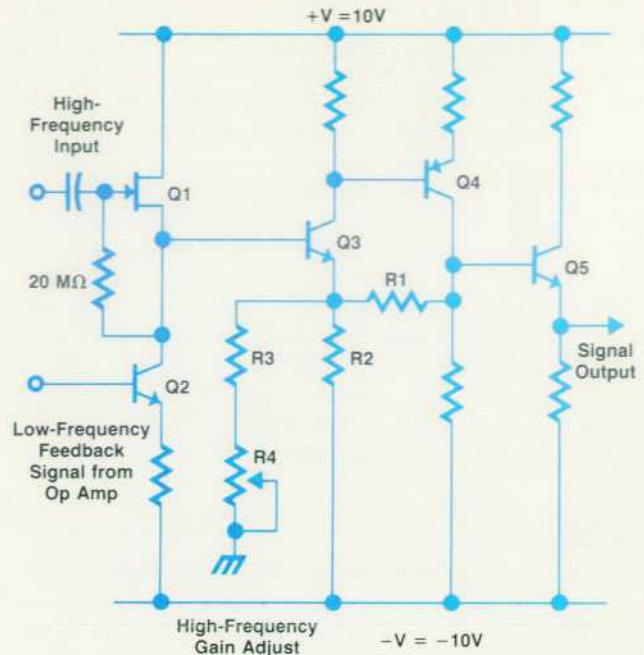 +V = 10V
High-
Frequency
Input
Q1
Q4
Q3
Q5
20 MΩ
R1
Signal
Output
R3
R2
Q2
Low-Frequency
Feedback
Signal from
Op Amp
R4
High-Frequency
Gain Adjust
-V = -10V